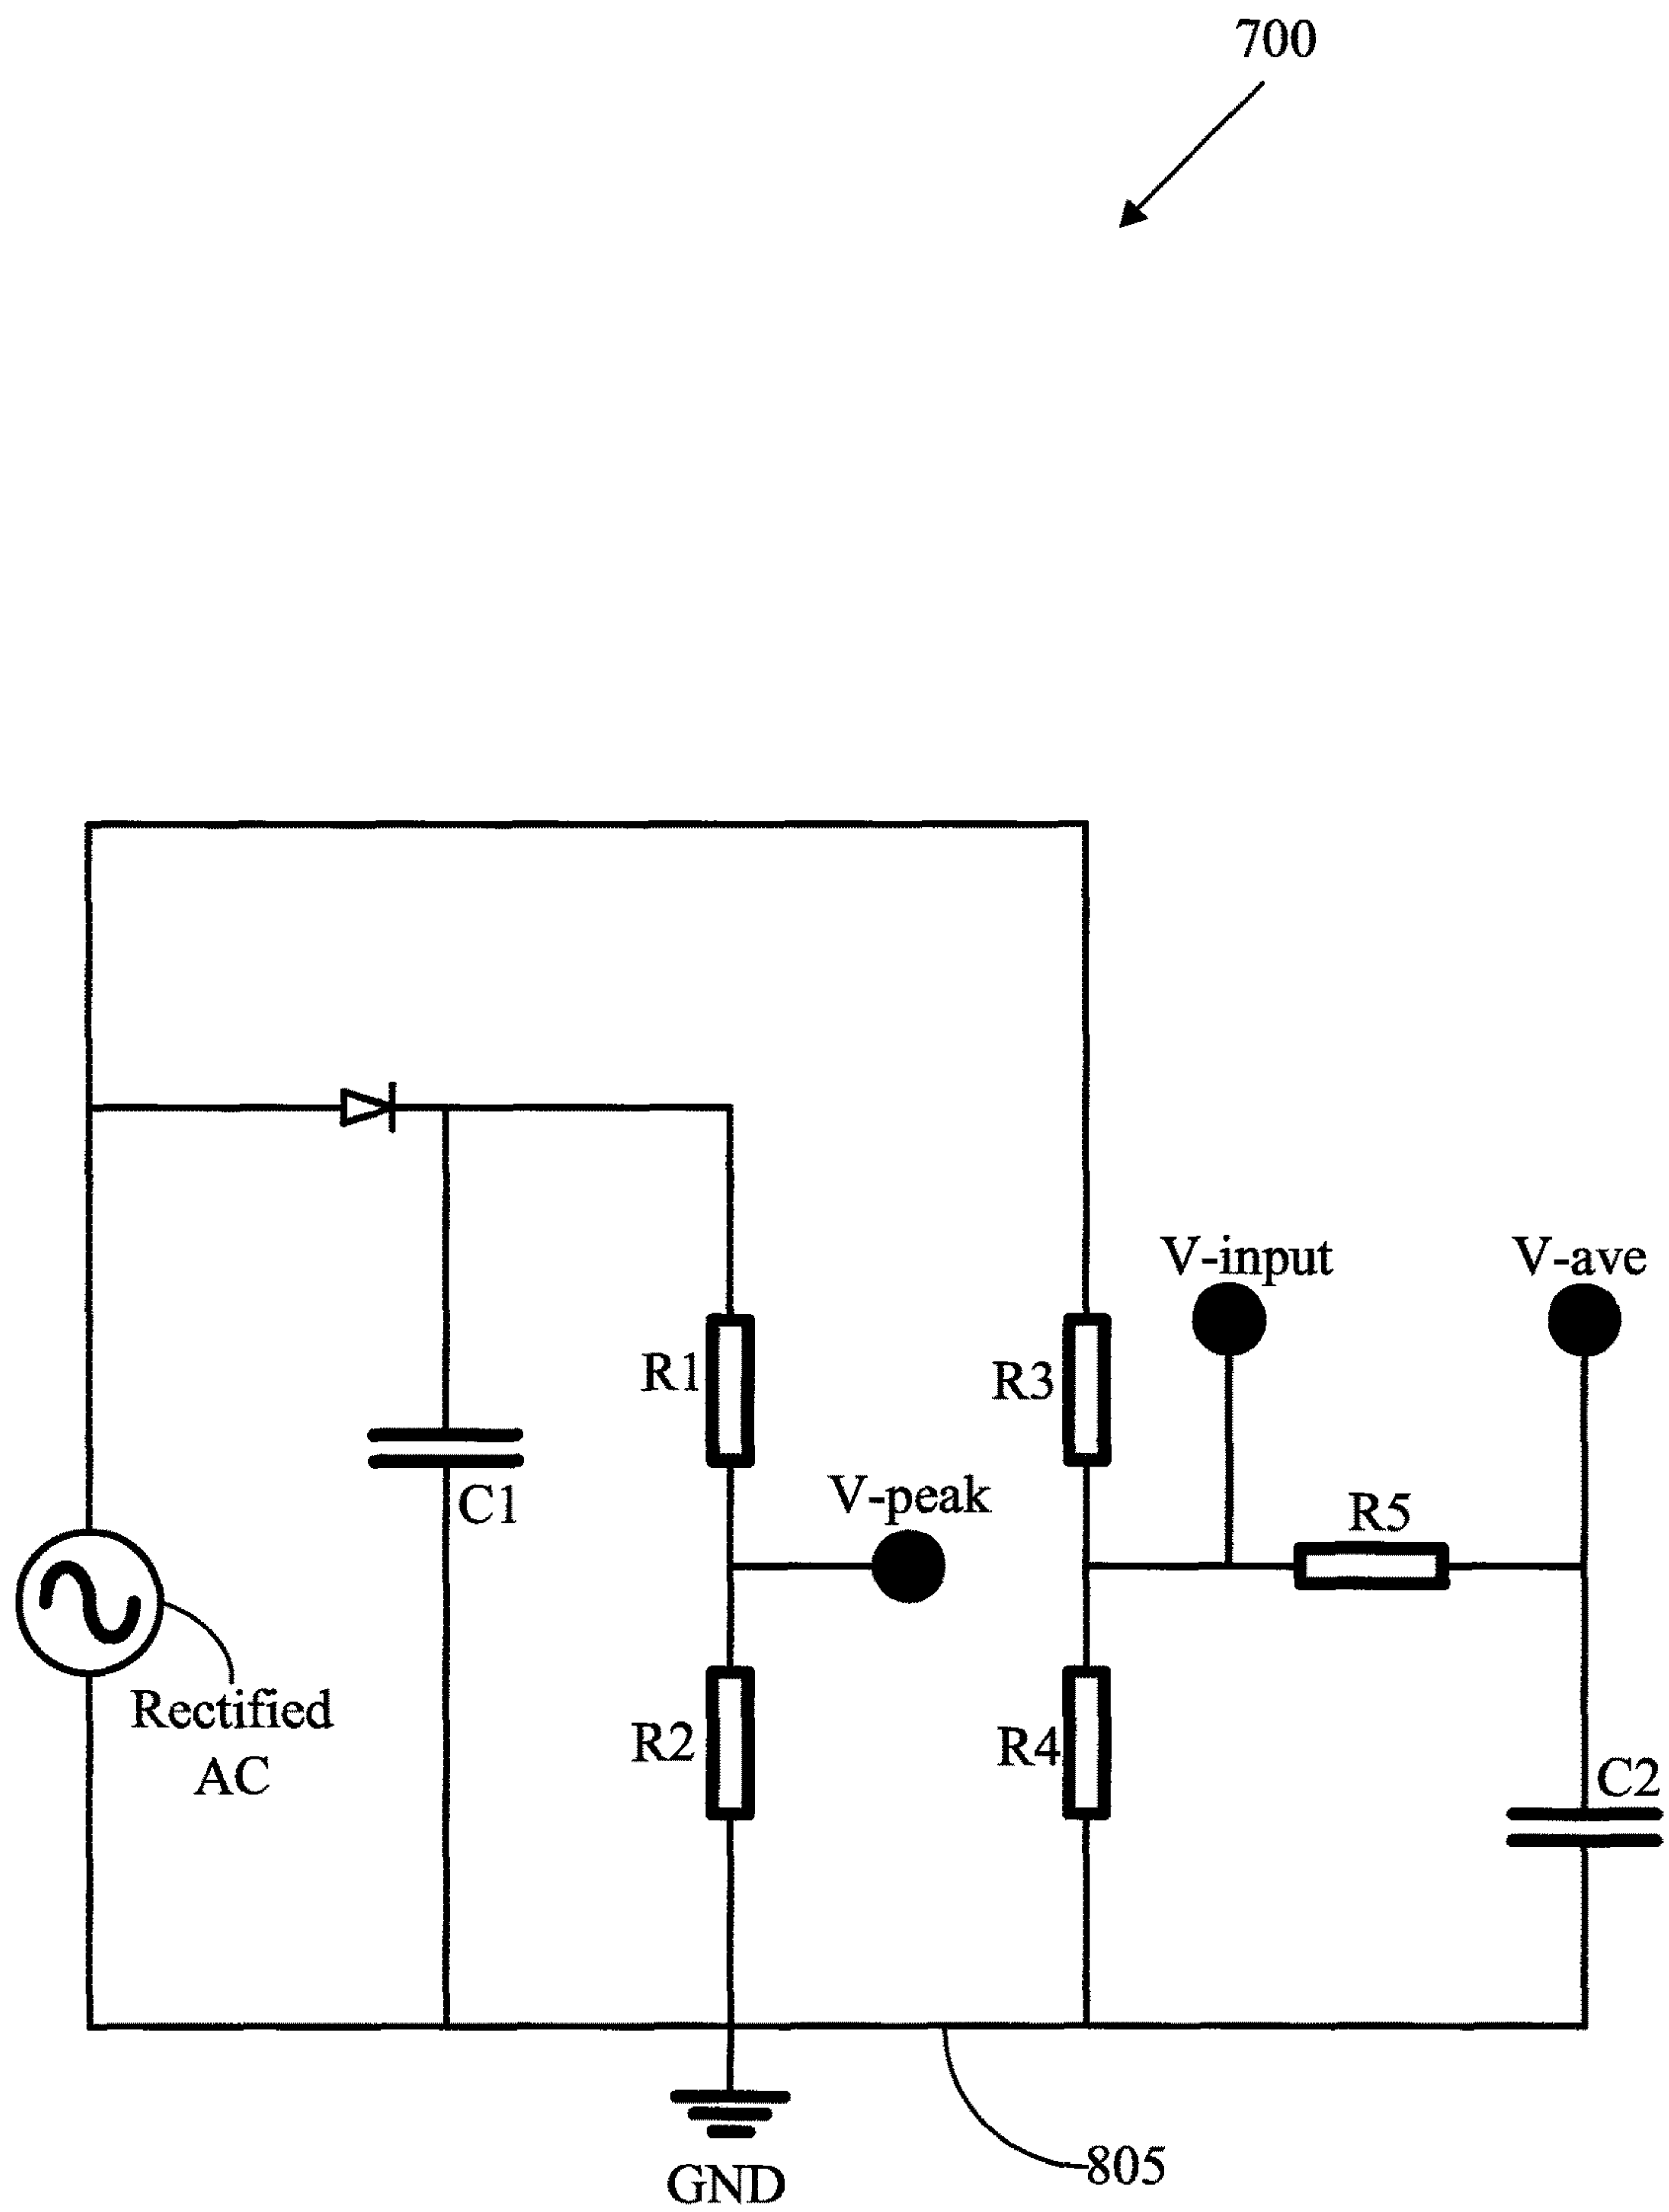 700
V-input
V-ave
R1
R3
V-peak
R5
C1
Rectified
AC
R2
R4
C2
GND
805